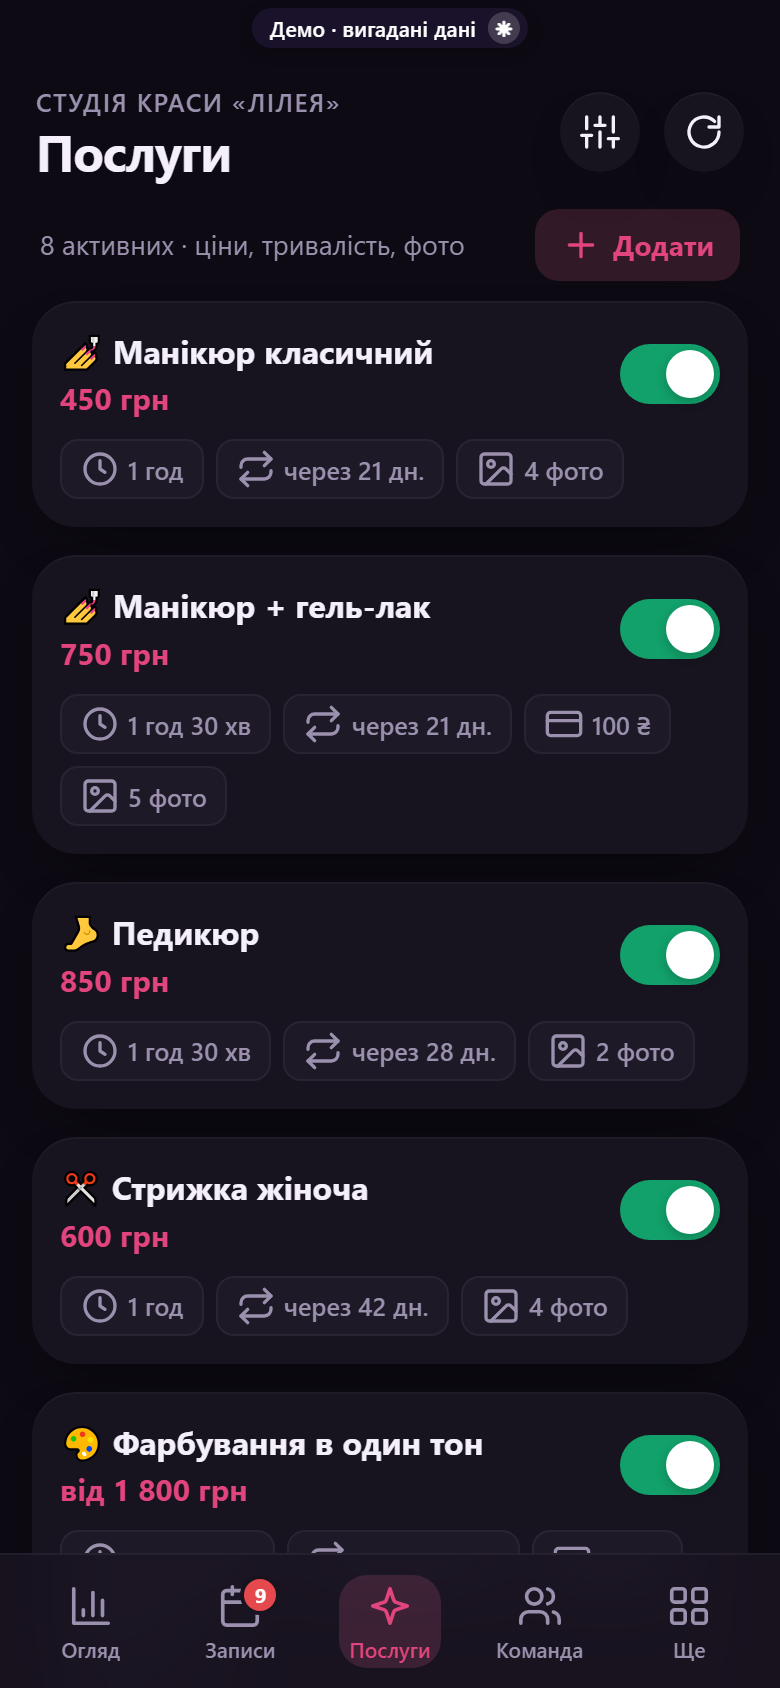 Демо · вигадані дані
СТУДІЯ КРАСИ «ЛІЛЕЯ»
Послуги
8 активних · ціни, тривалість, фото
Додати
Манікюр класичний
450 грн
1 год
через 21 дн.
4 фото
Манікюр + гель-лак
750 грн
1 год 30 хв
через 21 дн.
100 ₴
5 фото
Педикюр
850 грн
1 год 30 хв
через 28 дн.
2 фото
Стрижка жіноча
600 грн
1 год
через 42 дн.
4 фото
Фарбування в один тон
від 1 800 грн
Огляд
9
Записи
Послуги
Команда
Ще